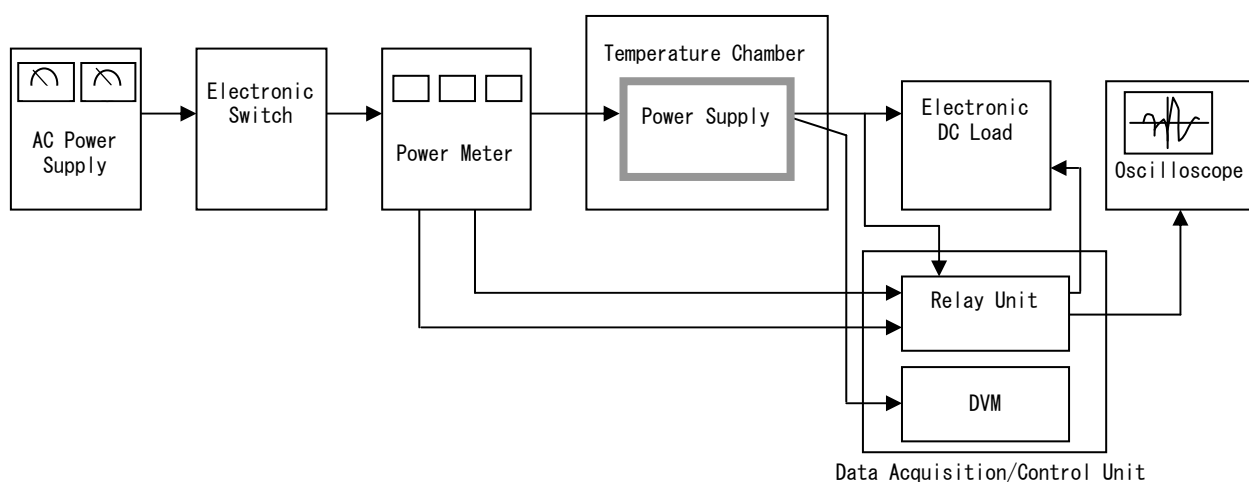 AC Power
Supply
Electronic
Switch
Power Meter
Temperature Chamber
Power Supply
Electronic
DC Load
Oscilloscope
Relay Unit
DVM
Data Acquisition/Control Unit